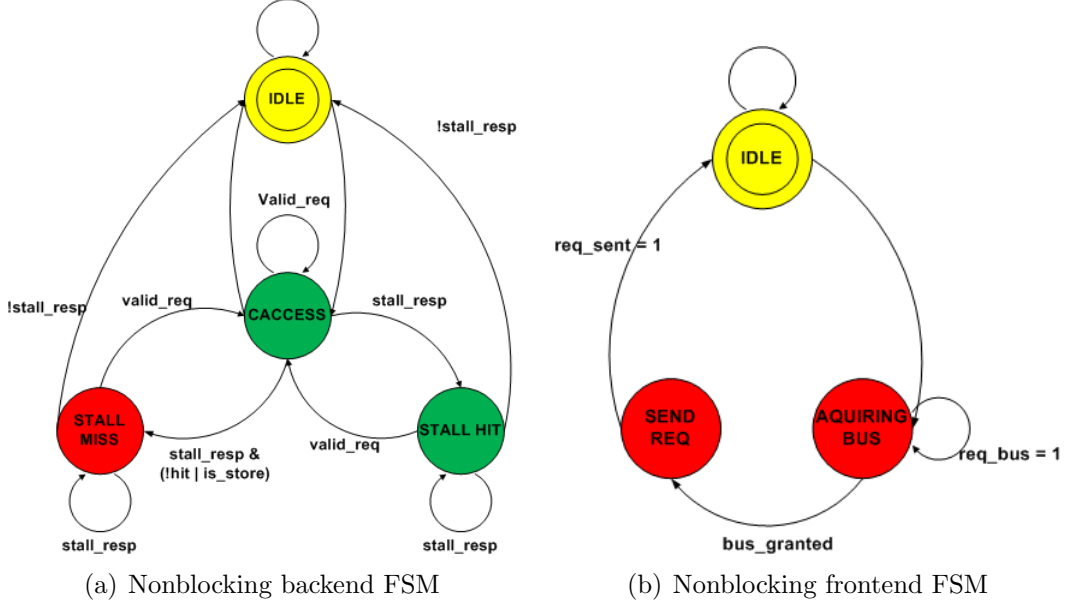 IDLE
!stall_resp
Valid_req
!stall_resp
valid_req
CACCESS
stall_resp
STALL
MISS
STALL HIT
valid_req
stall_resp &
(!hit | is_store)
stall_resp
stall_resp
(a) Nonblocking backend FSM
IDLE
req_sent = 1
SEND
REQ
AQUIRING
BUS
req_bus = 1
bus_granted
(b) Nonblocking frontend FSM